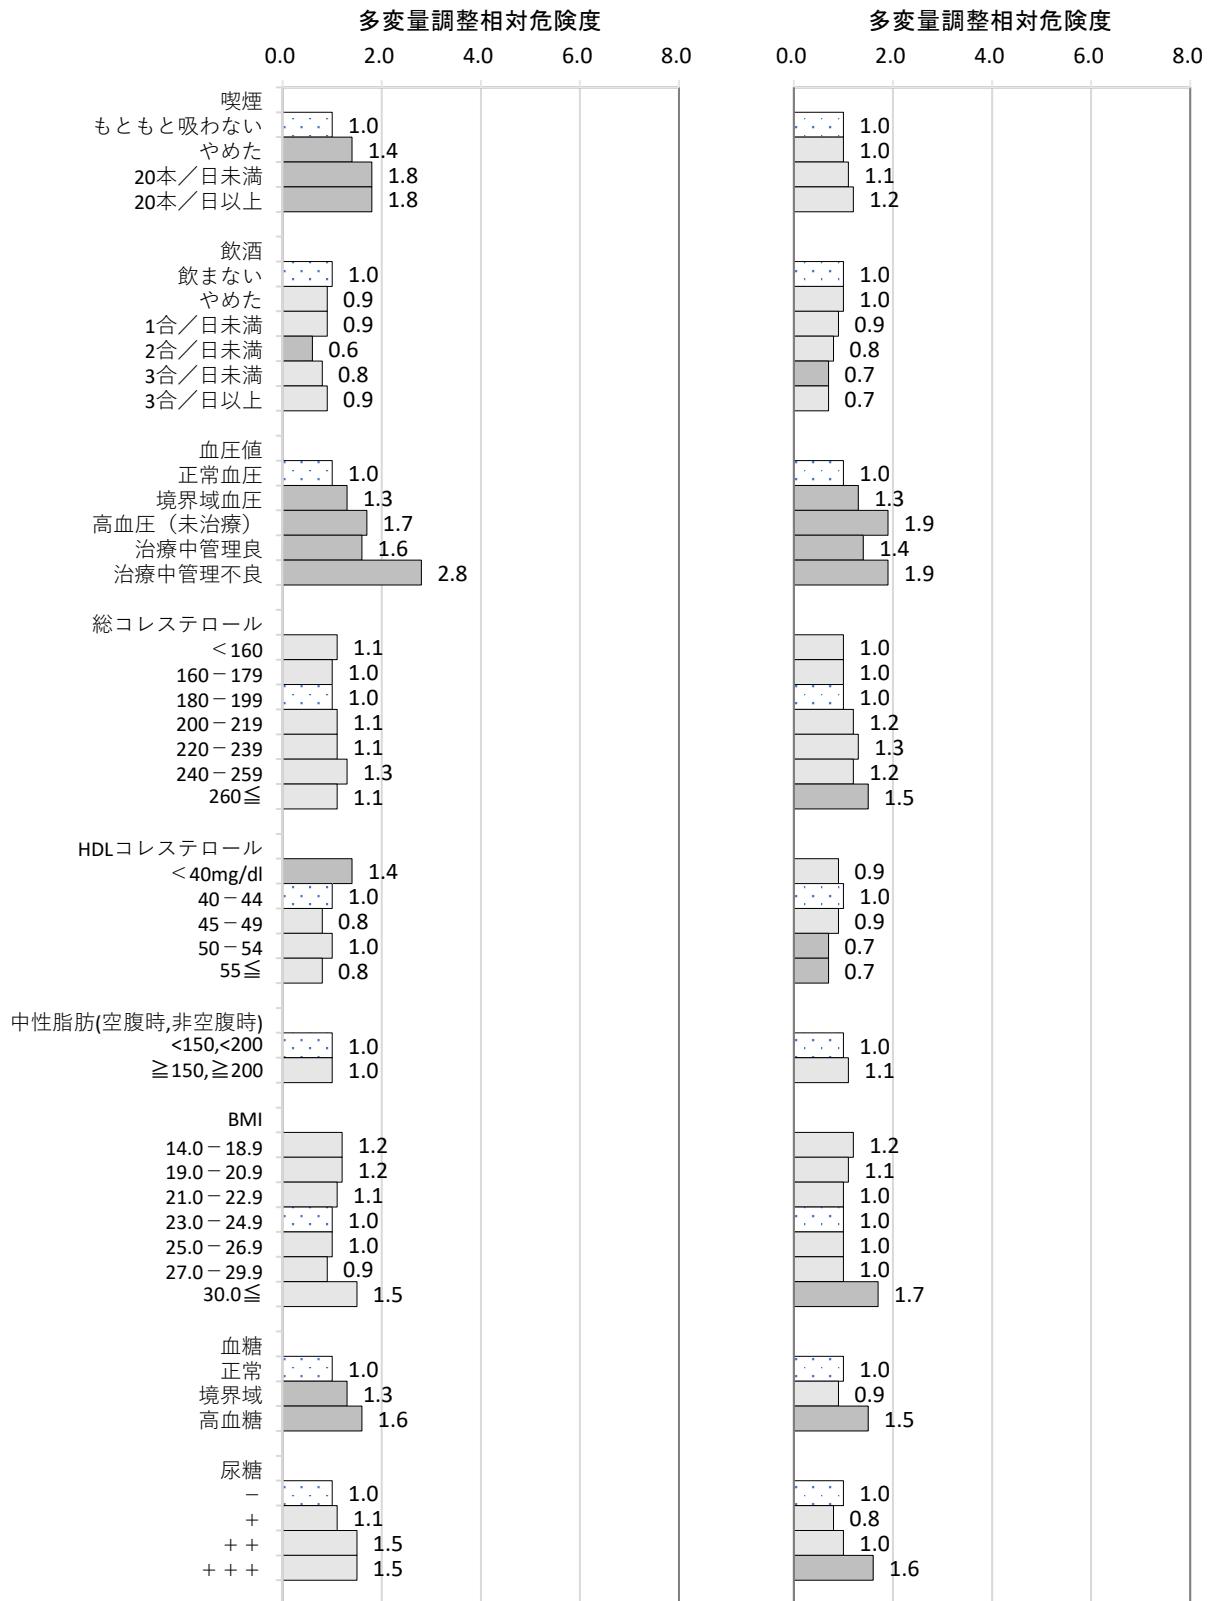 多変量調整相対危険度 多変量調整相対危険度
0.0 2.0 4.0 6.0 8.0 0.0 2.0 4.0 6.0 8.0
喫煙
もともと吸わない 1.0 1.0
やめた 1.4 1.0
20本／日未満 1.8 1.1
20本／日以上 1.8 1.2
飲酒
飲まない 1.0 1.0
やめた 0.9 1.0
1合／日未満 0.9 0.9
2合／日未満 0.6 0.8
3合／日未満 0.8 0.7
3合／日以上 0.9 0.7
血圧値
正常血圧 1.0 1.0
境界域血圧 1.3 1.3
高血圧（未治療） 1.7 1.9
治療中管理良 1.6 1.4
治療中管理不良 2.8 1.9
総コレステロール
＜160 1.1 1.0
160－179 1.0 1.0
180－199 1.0 1.0
200－219 1.1 1.2
220－239 1.1 1.3
240－259 1.3 1.2
260≦ 1.1 1.5
HDLコレステロール
＜40mg/dl 1.4 0.9
40－44 1.0 1.0
45－49 0.8 0.9
50－54 1.0 0.7
55≦ 0.8 0.7
中性脂肪(空腹時,非空腹時)
<150,<200 1.0 1.0
≧150,≧200 1.0 1.1
BMI
14.0－18.9 1.2 1.2
19.0－20.9 1.2 1.1
21.0－22.9 1.1 1.0
23.0－24.9 1.0 1.0
25.0－26.9 1.0 1.0
27.0－29.9 0.9 1.0
30.0≦ 1.5 1.7
血糖
正常 1.0 1.0
境界域 1.3 0.9
高血糖 1.6 1.5
尿糖
－ 1.0 1.0
＋ 1.1 0.8
＋＋ 1.5 1.0
＋＋＋ 1.5 1.6